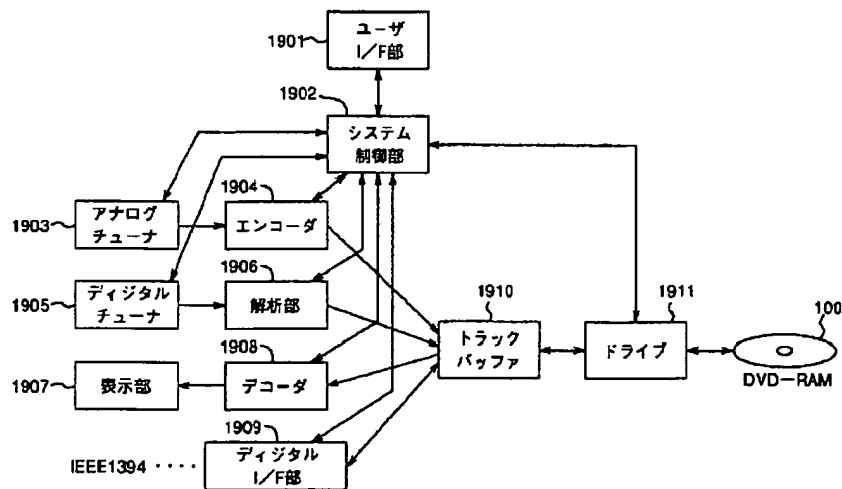 1901
ユーザ
I/F部
1902
システム
制御部
1903
アナログ
チューナ
1904
エンコーダ
1905
ディジタル
チューナ
1906
解析部
1907
表示部
1908
デコーダ
1909
ディジタル
I/F部
IEEE1394 ・・・・
1910
トラック
バッファ
1911
ドライブ
100
DVD-RAM